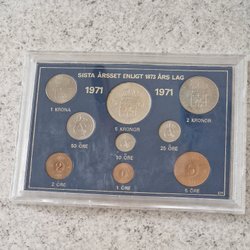 SISTA ÅRSSET ENLIGT 1873 ÅRS LAG
1971 1971
1 KRONA
5 KRONOR
2 KRONOR
50 ÖRE
10 ÖRE
25 ÖRE
2 ÖRE
1 ÖRE
5 ÖRE